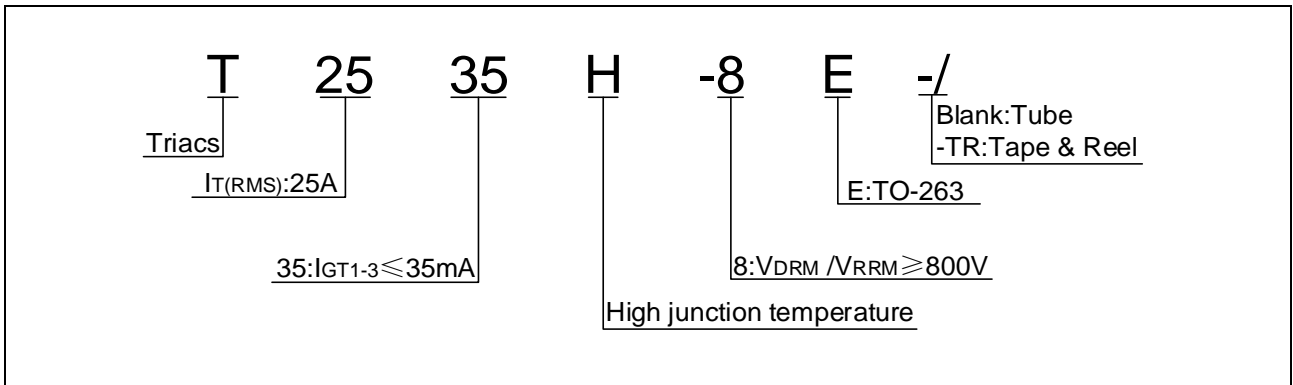 T 25 35 H -8 E -/
Blank:Tube
Triacs
-TR:Tape & Reel
IT(RMS):25A
E:TO-263
35:IGT1-3≤35mA
8:VDRM /VRRM≥800V
High junction temperature